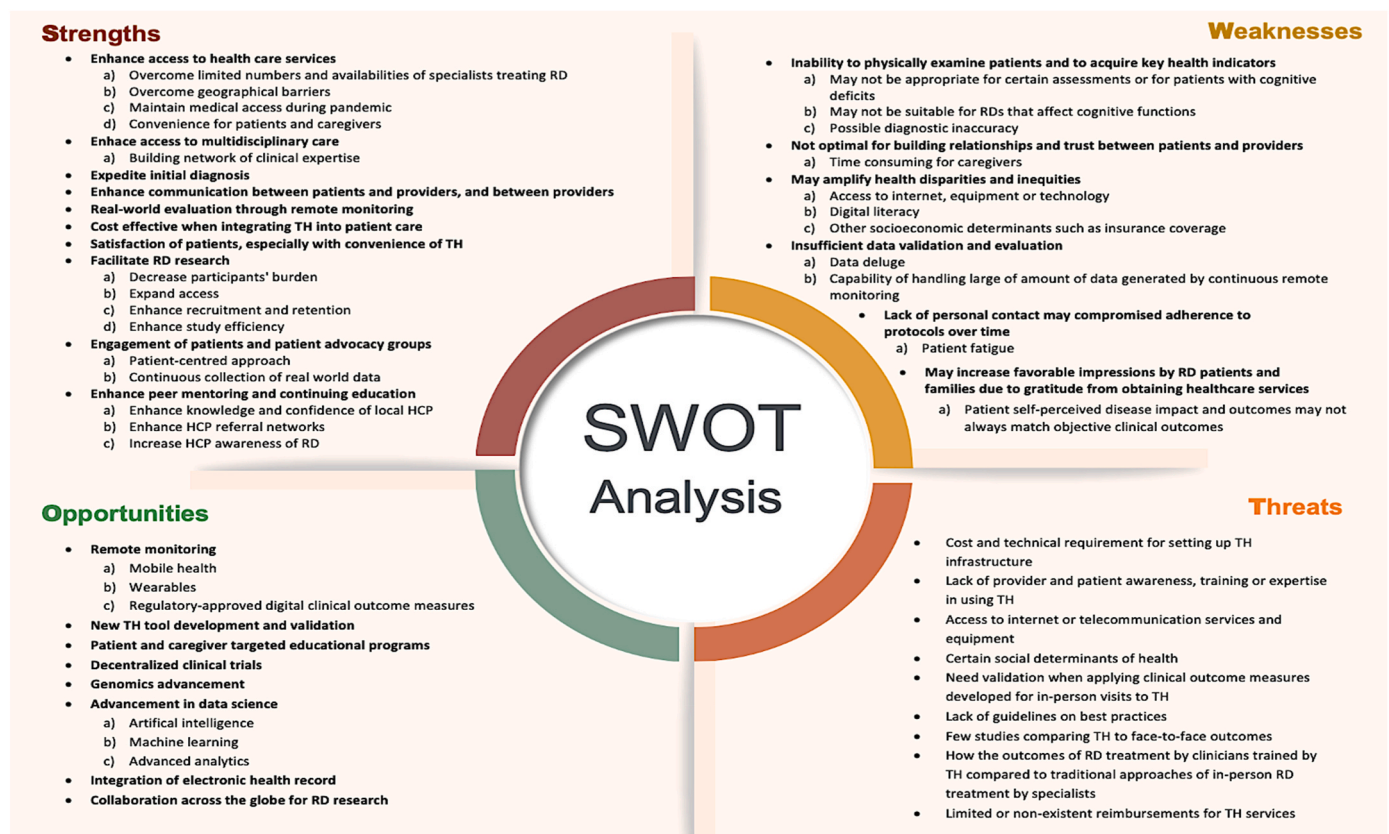 Strengths
• Enhance access to health care services
a) Overcome limited numbers and availabilities of specialists treating RD
b) Overcome geographical barriers
c) Maintain medical access during pandemic
d) Convenience for patients and caregivers
• Enhace access to multidisciplinary care
a) Building network of clinical expertise
• Expedite initial diagnosis
• Enhance communication between patients and providers, and between providers
• Real-world evaluation through remote monitoring
• Cost effective when integrating TH into patient care
• Satisfaction of patients, especially with convenience of TH
• Facilitate RD research
a) Decrease participants' burden
b) Expand access
c) Enhance recruitment and retention
d) Enhance study efficiency
• Engagement of patients and patient advocacy groups
a) Patient-centred approach
b) Continuous collection of real world data
• Enhance peer mentoring and continuing education
a) Enhance knowledge and confidence of local HCP
b) Enhance HCP referral networks
c) Increase HCP awareness of RD
Weaknesses
• Inability to physically examine patients and to acquire key health indicators
a) May not be appropriate for certain assessments or for patients with cognitive
deficits
b) May not be suitable for RDs that affect cognitive functions
c) Possible diagnostic inaccuracy
• Not optimal for building relationships and trust between patients and providers
a) Time consuming for caregivers
• May amplify health disparities and inequities
a) Access to internet, equipment or technology
b) Digital literacy
c) Other socioeconomic determinants such as insurance coverage
• Insufficient data validation and evaluation
a) Data deluge
b) Capability of handling large of amount of data generated by continuous remote
monitoring
• Lack of personal contact may compromised adherence to
protocols over time
a) Patient fatigue
• May increase favorable impressions by RD patients and
families due to gratitude from obtaining healthcare services
a) Patient self-perceived disease impact and outcomes may not
always match objective clinical outcomes
SWOT
Analysis
Opportunities
• Remote monitoring
a) Mobile health
b) Wearables
c) Regulatory-approved digital clinical outcome measures
• New TH tool development and validation
• Patient and caregiver targeted educational programs
• Decentralized clinical trials
• Genomics advancement
• Advancement in data science
a) Artifical intelligence
b) Machine learning
c) Advanced analytics
• Integration of electronic health record
• Collaboration across the globe for RD research
Threats
• Cost and technical requirement for setting up TH
infrastructure
• Lack of provider and patient awareness, training or expertise
in using TH
• Access to internet or telecommunication services and
equipment
• Certain social determinants of health
• Need validation when applying clinical outcome measures
developed for in-person visits to TH
• Lack of guidelines on best practices
• Few studies comparing TH to face-to-face outcomes
• How the outcomes of RD treatment by clinicians trained by
TH compared to traditional approaches of in-person RD
treatment by specialists
• Limited or non-existent reimbursements for TH services